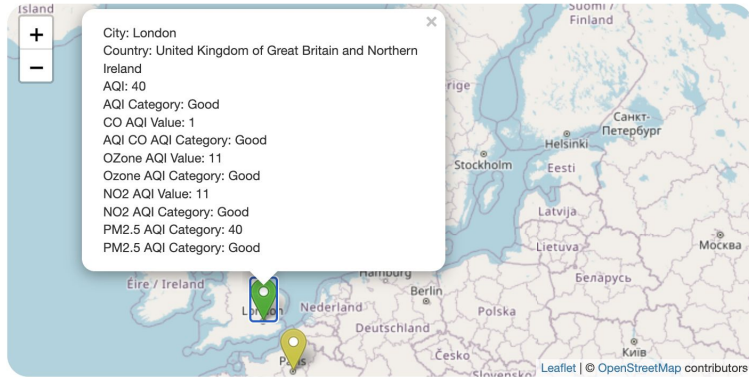 Island
+
−
×
City: London
Country: United Kingdom of Great Britain and Northern
Ireland
AQI: 40
AQI Category: Good
CO AQI Value: 1
AQI CO AQI Category: Good
OZone AQI Value: 11
Ozone AQI Category: Good
NO2 AQI Value: 11
NO2 AQI Category: Good
PM2.5 AQI Category: 40
PM2.5 AQI Category: Good
Suomi /
Finland
Санкт-
Петербург
Helsinki
Stockholm
Eesti
Latvija
Lietuva
Москва
Беларусь
Éire / Ireland
London
Hamburg
Berlin
Nederland
Polska
Deutschland
Paris
Česko
Slovensko
Київ
Leaflet | © OpenStreetMap contributors